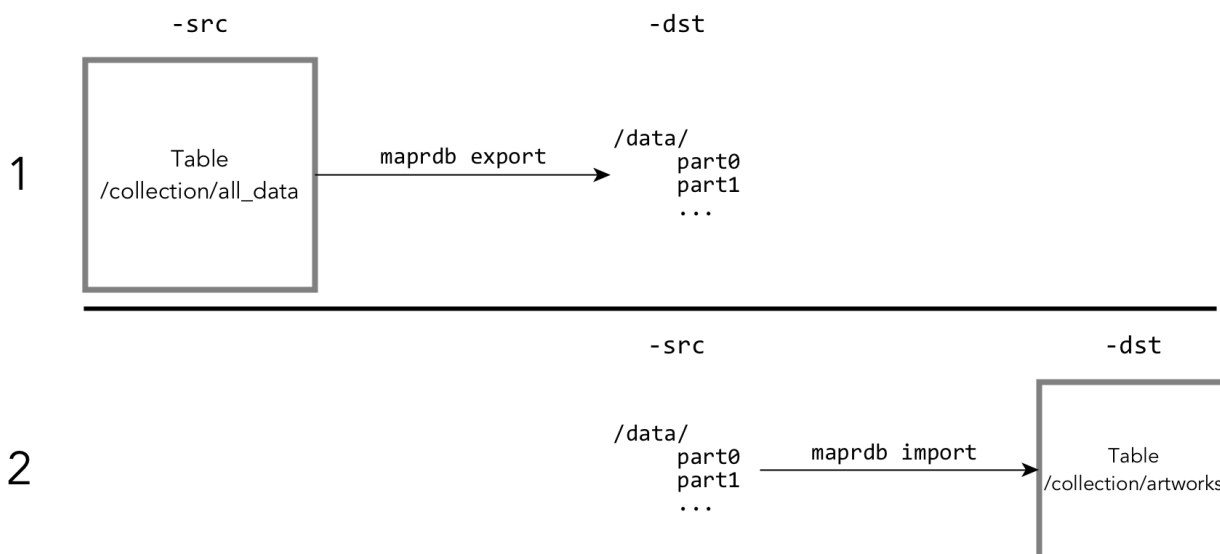 -src
-dst
1
Table
/collection/all_data
maprdb export
/data/
part0
part1
...
-src
-dst
2
/data/
part0
part1
...
maprdb import
Table
/collection/artworks